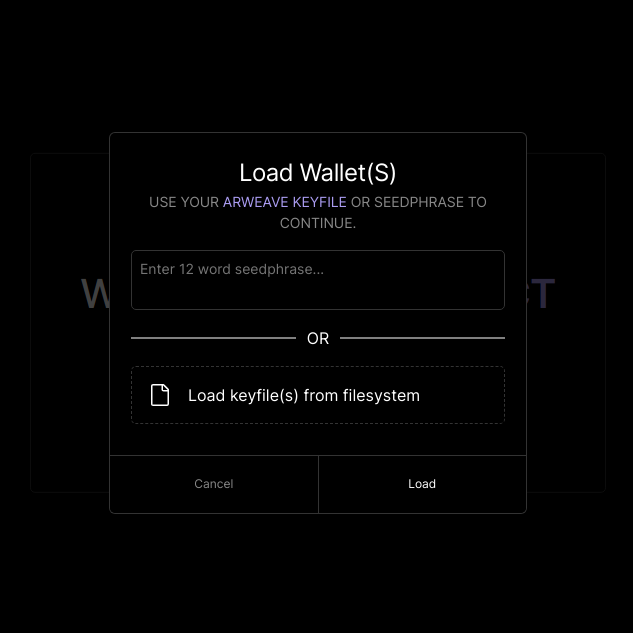 Load Wallet(S)
USE YOUR ARWEAVE KEYFILE OR SEEDPHRASE TO
CONTINUE.
Enter 12 word seedphrase...
OR
Load keyfile(s) from filesystem
Cancel
Load